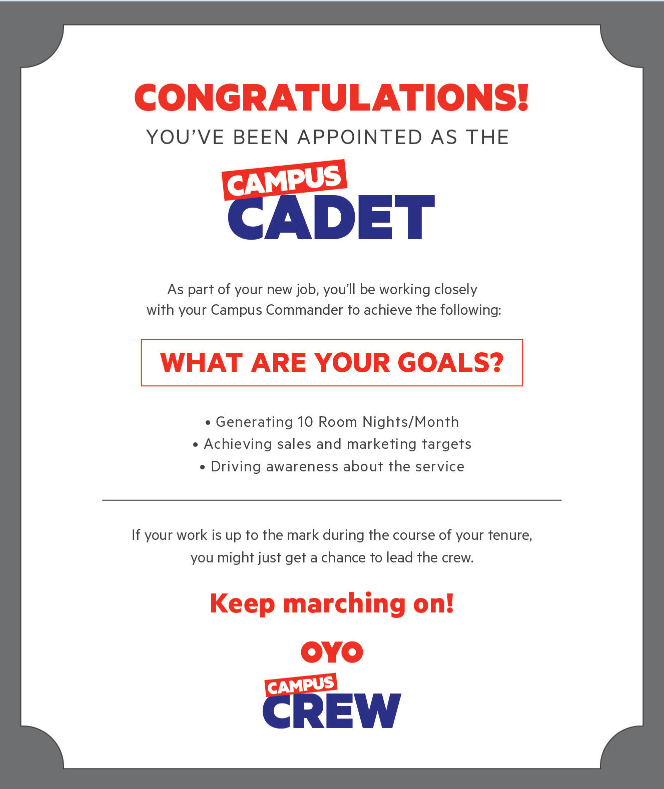 CONGRATULATIONS!
YOU'VE BEEN APPOINTED AS THE
CAMPUS
CADET
As part of your new job, you'll be working closely
with your Campus Commander to achieve the following:
WHAT ARE YOUR GOALS?
• Generating 10 Room Nights/Month
• Achieving sales and marketing targets
• Driving awareness about the service
If your work is up to the mark during the course of your tenure,
you might just get a chance to lead the crew.
Keep marching on!
OYO
CAMPUS
CREW